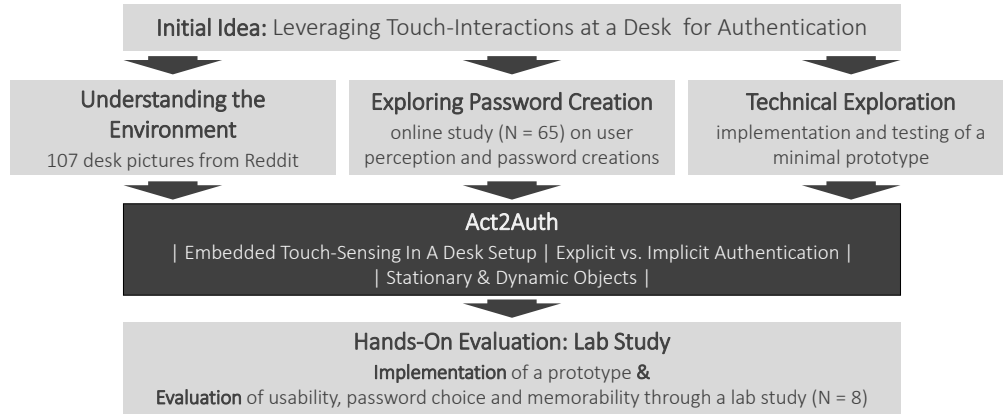 Initial Idea: Leveraging Touch-Interactions at a Desk for Authentication
Understanding the
Environment
107 desk pictures from Reddit
Exploring Password Creation
online study (N = 65) on user
perception and password creations
Technical Exploration
implementation and testing of a
minimal prototype
Act2Auth
| Embedded Touch-Sensing In A Desk Setup | Explicit vs. Implicit Authentication |
| Stationary & Dynamic Objects |
Hands-On Evaluation: Lab Study
Implementation of a prototype &
Evaluation of usability, password choice and memorability through a lab study (N = 8)